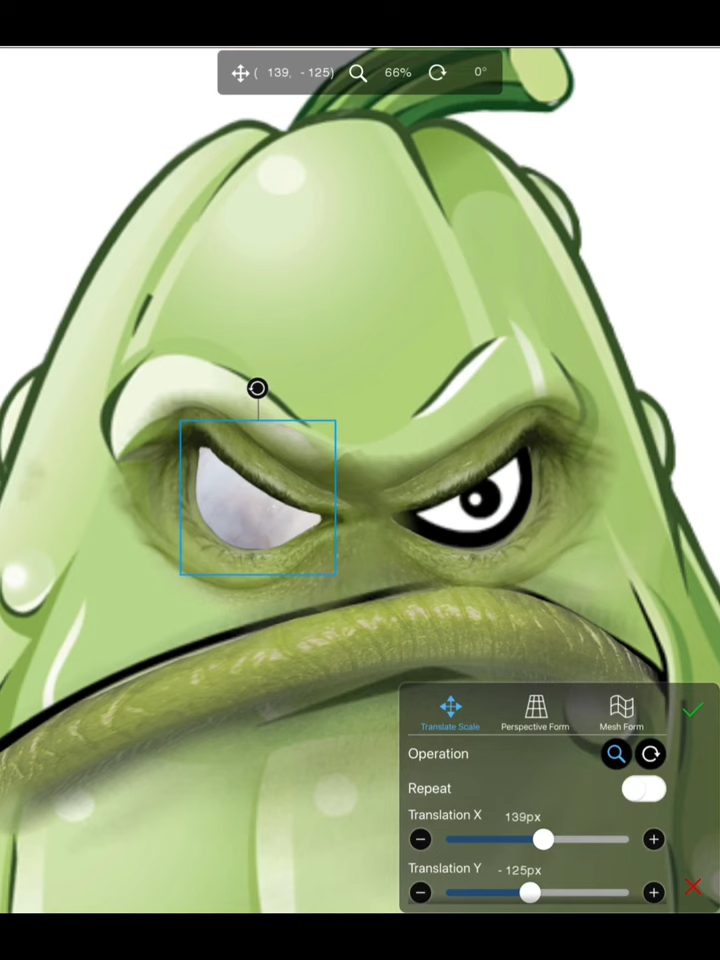 ( 139, -125) 66% 0°
Translate Scale Perspective Form Mesh Form
Operation
Repeat
Translation X 139px
Translation Y -125px